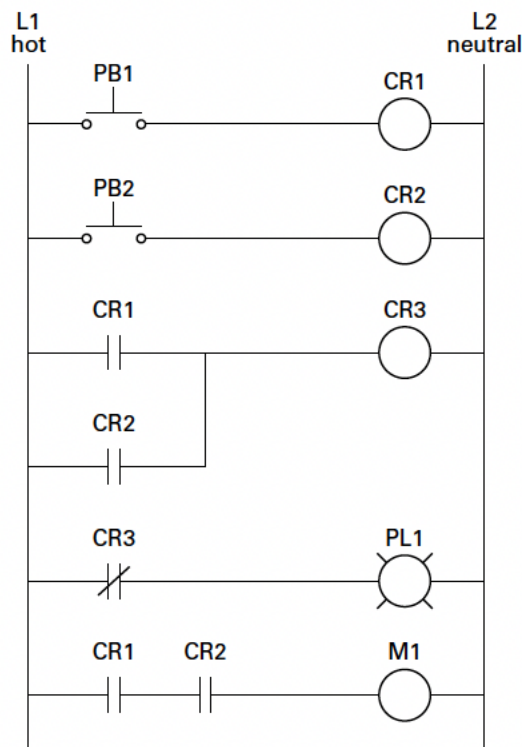 L1 L2
hot neutral
PB1 CR1
PB2 CR2
CR1 CR3
CR2
CR3 PL1
CR1 CR2 M1